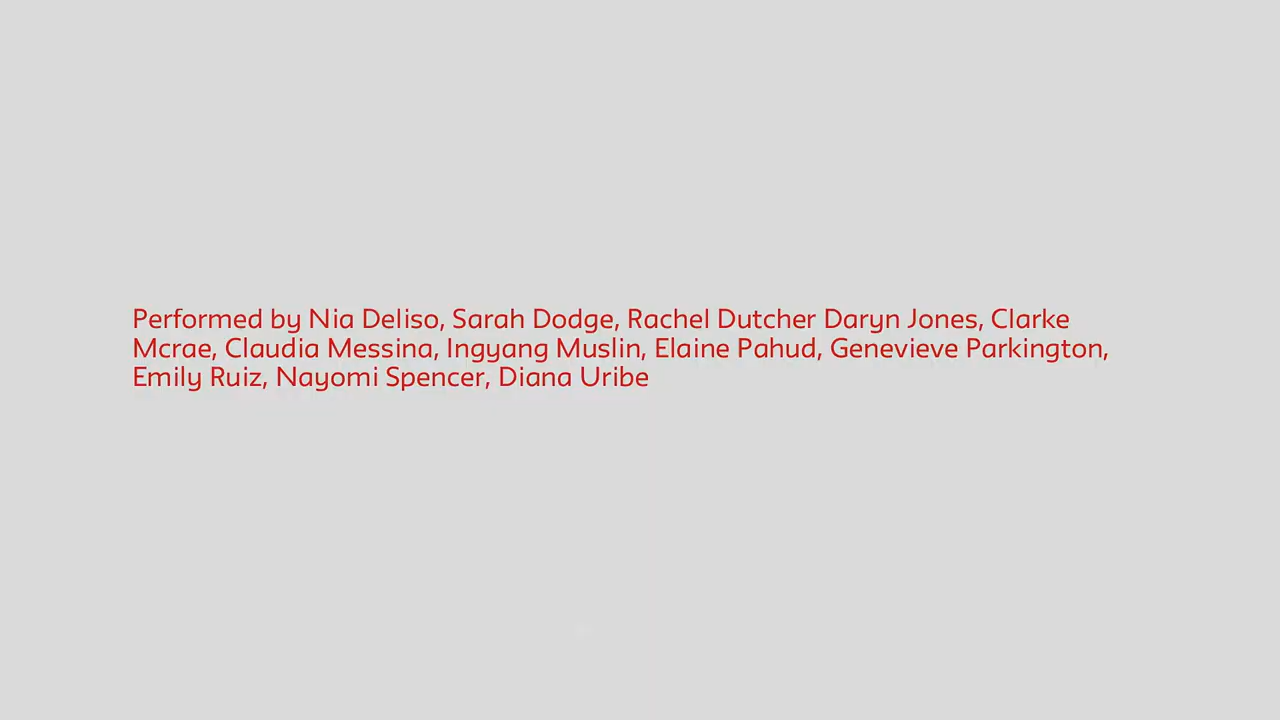 Performed by Nia Deliso, Sarah Dodge, Rachel Dutcher Daryn Jones, Clarke
Mcrae, Claudia Messina, Ingyang Muslin, Elaine Pahud, Genevieve Parkington,
Emily Ruiz, Nayomi Spencer, Diana Uribe